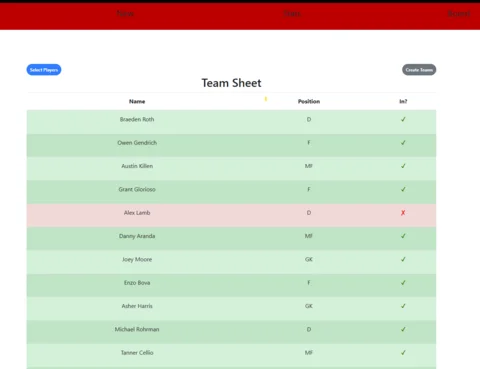 Select Players
Create Teams
Team Sheet
Name Position In?
Braeden Roth D ✓
Owen Gendrich F ✓
Austin Killen MF ✓
Grant Glorioso F ✓
Alex Lamb D ✗
Danny Aranda MF ✓
Joey Moore GK ✓
Enzo Bova F ✓
Asher Harris GK ✓
Michael Rohrman D ✓
Tanner Cellio MF ✓